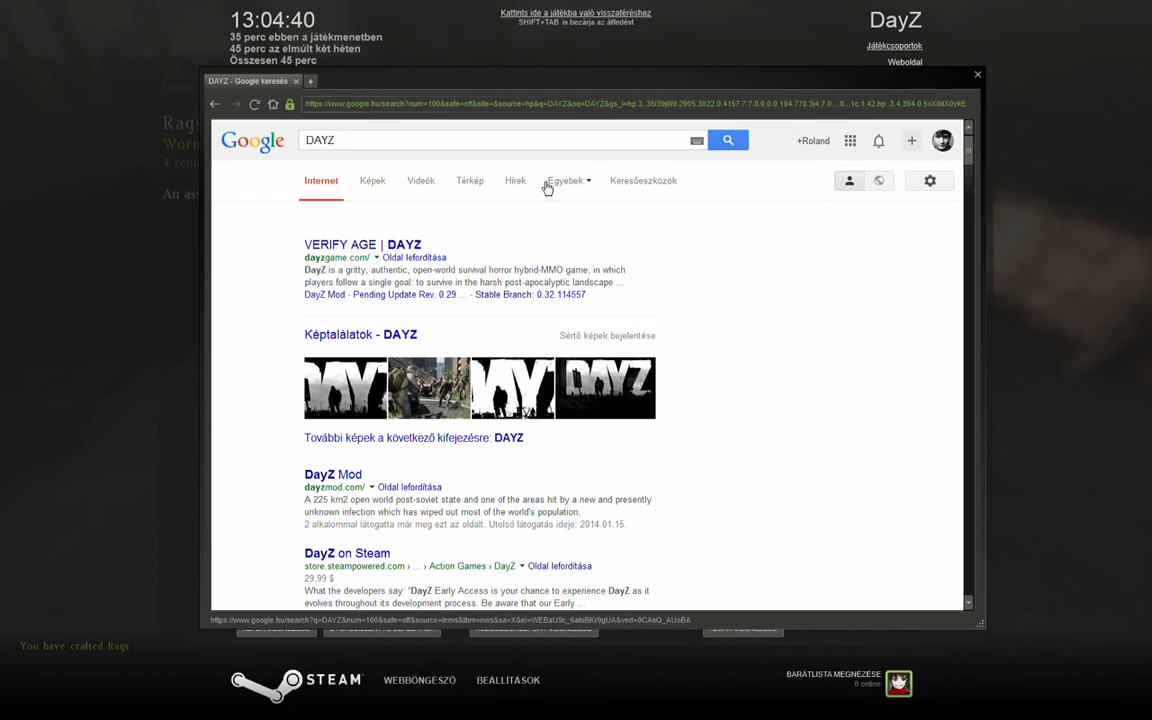 13:04:40
35 perc ebben a játékmenetben
45 perc az elmúlt két héten
Összesen 45 perc
Kattints ide a játékba való visszatéréshez
SHIFT+TAB is bezárja az átfedést
DayZ
Játékcsoportok
Weboldal
DAYZ - Google keresés
Google
DAYZ
+Roland
Internet Képek Videók Térkép Hírek Egyebek Keresőeszközök
VERIFY AGE | DAYZ
dayzgame.com/ Oldal lefordítása
DayZ is a gritty, authentic, open-world survival horror hybrid-MMO game, in which
players follow a single goal: to survive in the harsh post-apocalyptic landscape ...
DayZ Mod - Pending Update Rev. 0.29 ... - Stable Branch: 0.32.114557
Képtalálatok - DAYZ
Sértő képek bejelentése
DAYZ
További képek a következő kifejezésre: DAYZ
DayZ Mod
dayzmod.com/ Oldal lefordítása
A 225 km2 open world post-soviet state and one of the areas hit by a new and presently
unknown infection which has wiped out most of the world's population.
2 alkalommal látogatta már meg ezt az oldalt. Utolsó látogatás ideje: 2014.01.15.
DayZ on Steam
store.steampowered.com › ... › Action Games › DayZ Oldal lefordítása
29,99 $
What the developers say: "DayZ Early Access is your chance to experience DayZ as it
evolves throughout its development process. Be aware that our Early ...
You have crafted Rags
STEAM
WEBBÖNGÉSZŐ
BEÁLLÍTÁSOK
BARÁTLISTA MEGNÉZÉSE
8 online